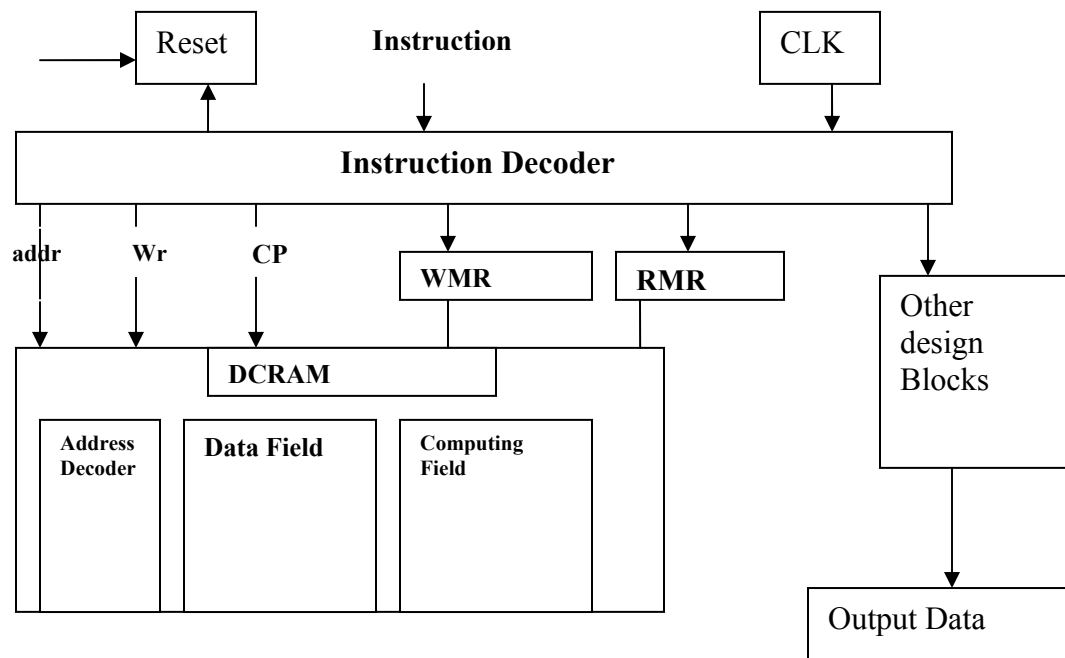 Reset
Instruction
CLK
Instruction Decoder
addr
Wr
CP
WMR
RMR
Other
design
Blocks
DCRAM
Address
Decoder
Data Field
Computing
Field
Output Data